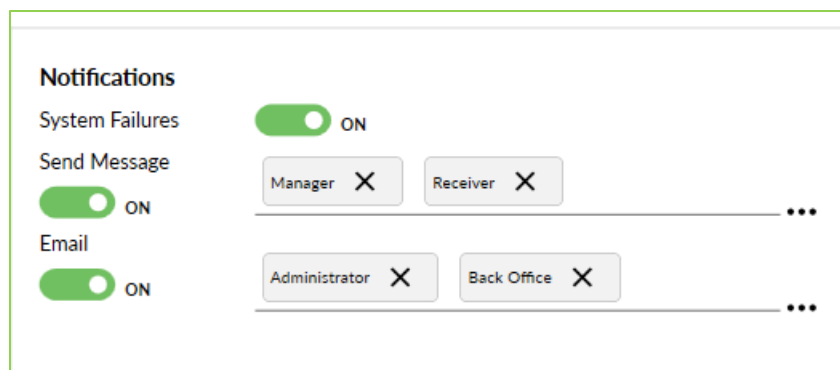 Notifications
System Failures ON
Send Message
Manager Receiver
ON
Email
Administrator Back Office
ON